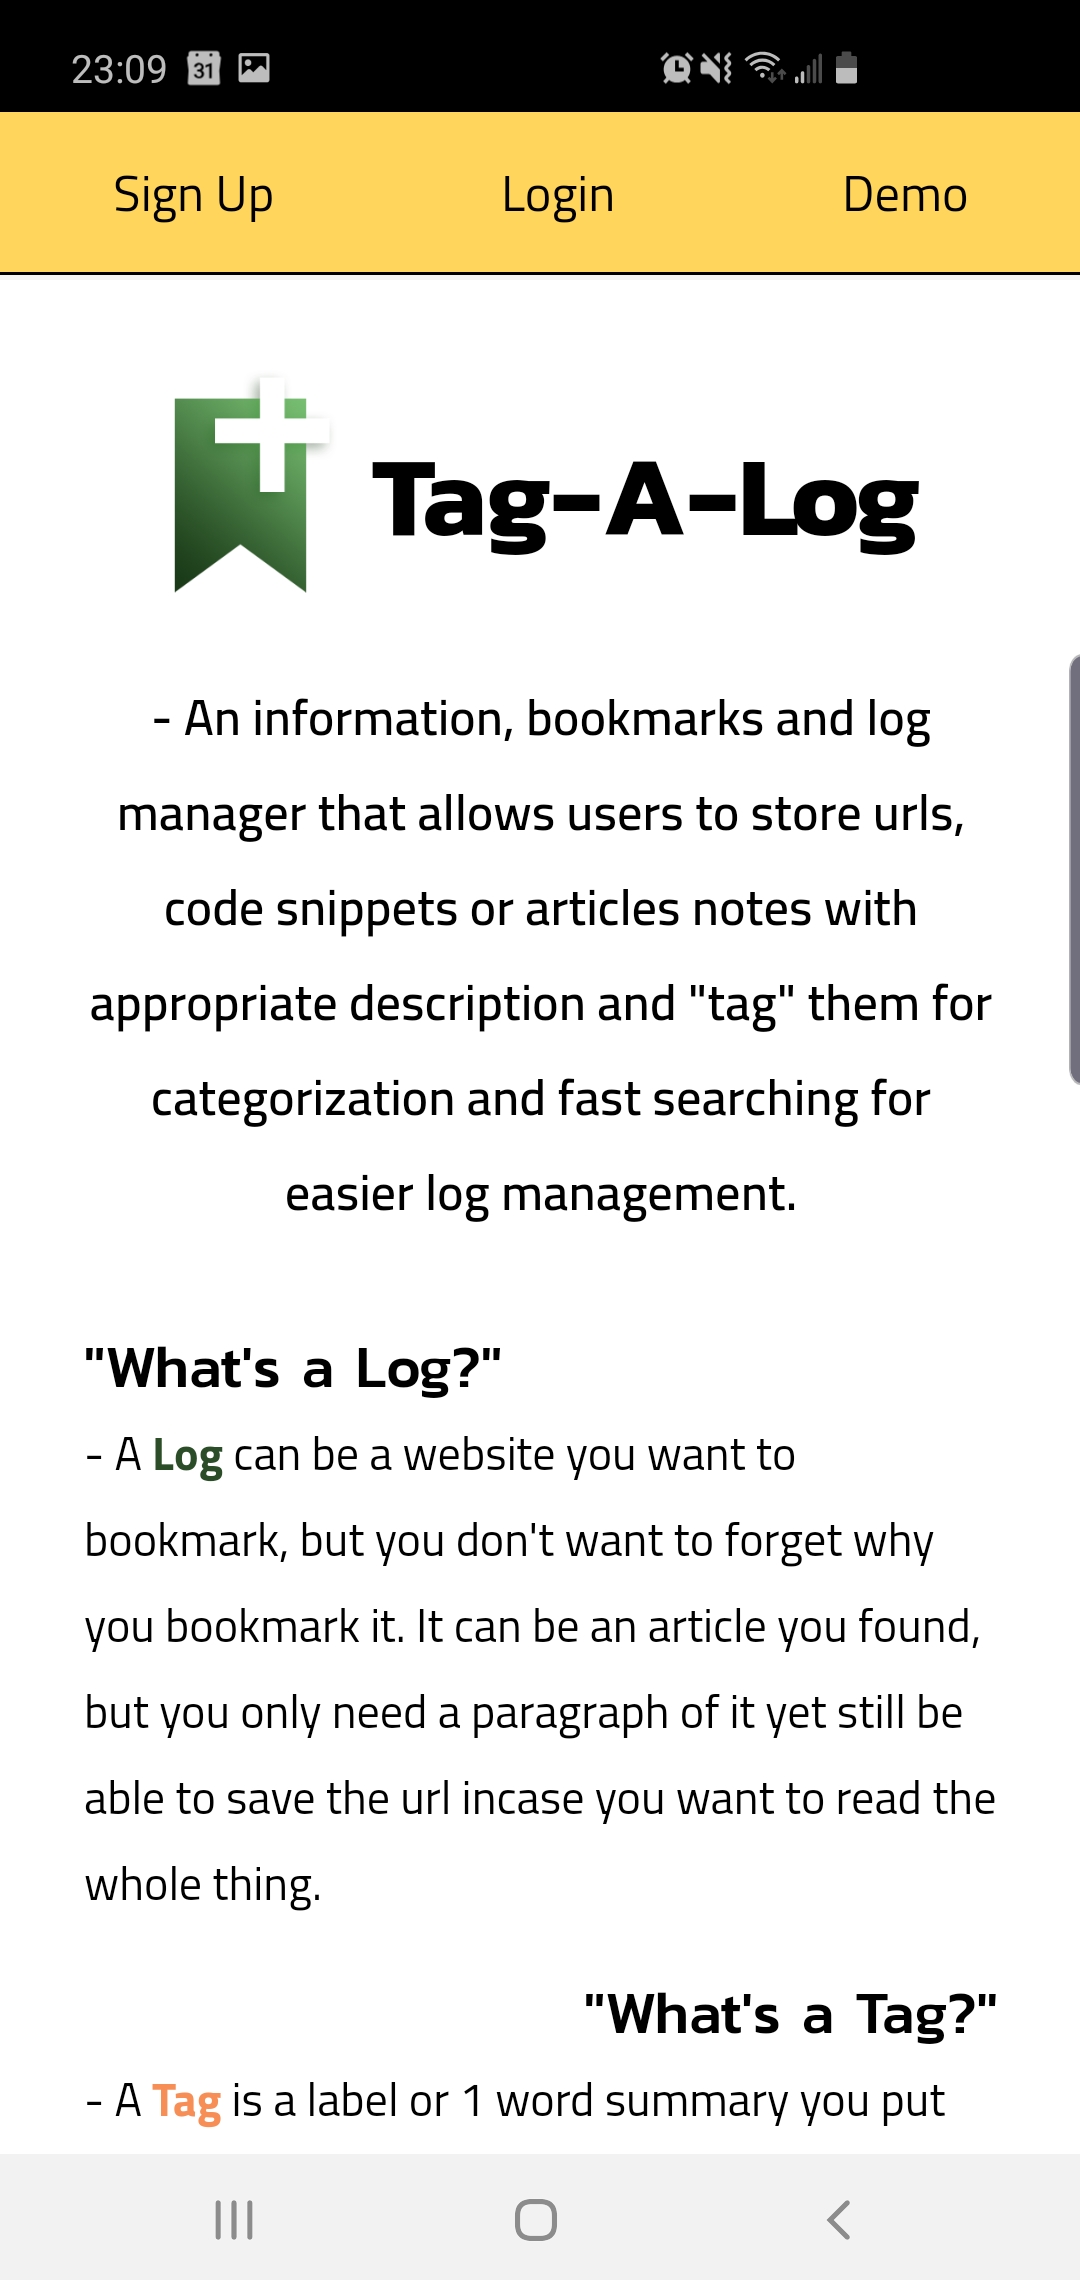 23:09 31
Sign Up Login Demo
Tag-A-Log
- An information, bookmarks and log
manager that allows users to store urls,
code snippets or articles notes with
appropriate description and "tag" them for
categorization and fast searching for
easier log management.
"What's a Log?"
- A Log can be a website you want to
bookmark, but you don't want to forget why
you bookmark it. It can be an article you found,
but you only need a paragraph of it yet still be
able to save the url incase you want to read the
whole thing.
"What's a Tag?"
- A Tag is a label or 1 word summary you put